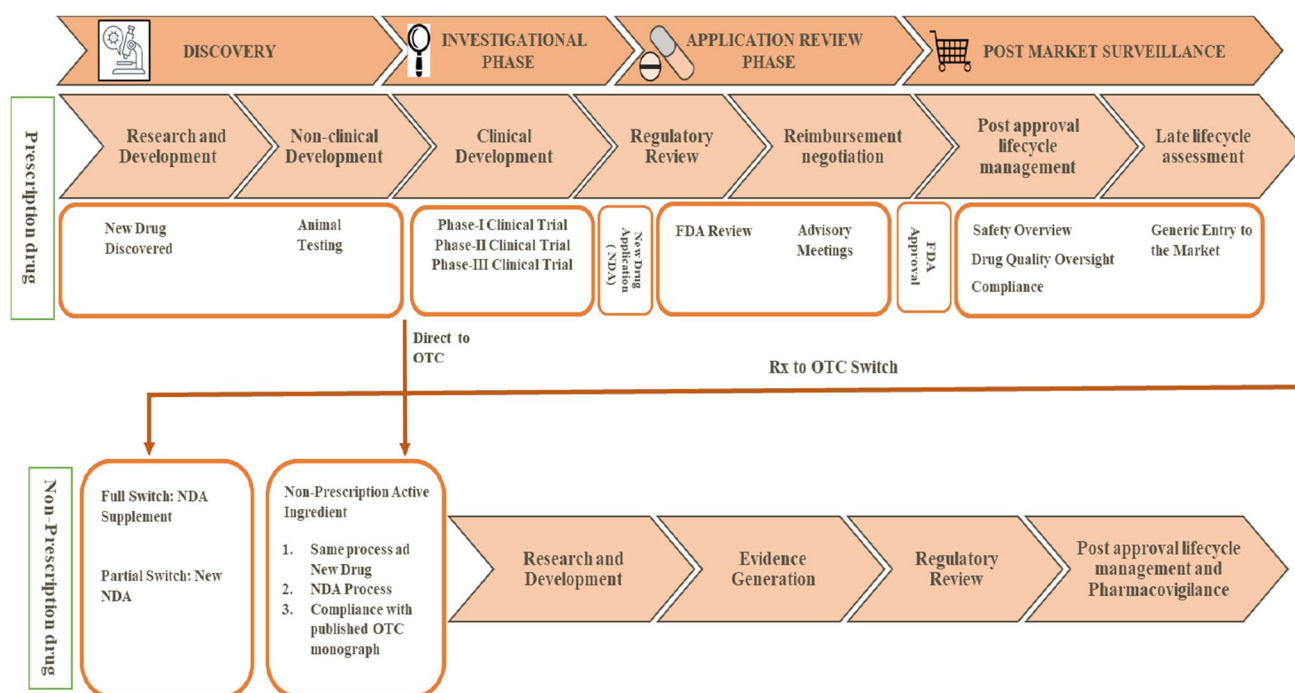 DISCOVERY
INVESTIGATIONAL
PHASE
APPLICATION REVIEW
PHASE
POST MARKET SURVEILLANCE
Prescription drug
Research and
Development
Non-clinical
Development
Clinical
Development
Regulatory
Review
Reimbursement
negotiation
Post approval
lifecycle
management
Late lifecycle
assessment
New Drug
Discovered
Animal
Testing
Phase-I Clinical Trial
Phase-II Clinical Trial
Phase-III Clinical Trial
New Drug
Application
( NDA)
FDA Review
Advisory
Meetings
FDA
Approval
Safety Overview
Drug Quality Oversight
Compliance
Generic Entry to
the Market
Direct to
OTC
Rx to OTC Switch
Non-Prescription drug
Full Switch: NDA
Supplement
Partial Switch: New
NDA
Non-Prescription Active
Ingredient
1. Same process ad
New Drug
2. NDA Process
3. Compliance with
published OTC
monograph
Research and
Development
Evidence
Generation
Regulatory
Review
Post approval lifecycle
management and
Pharmacovigilance